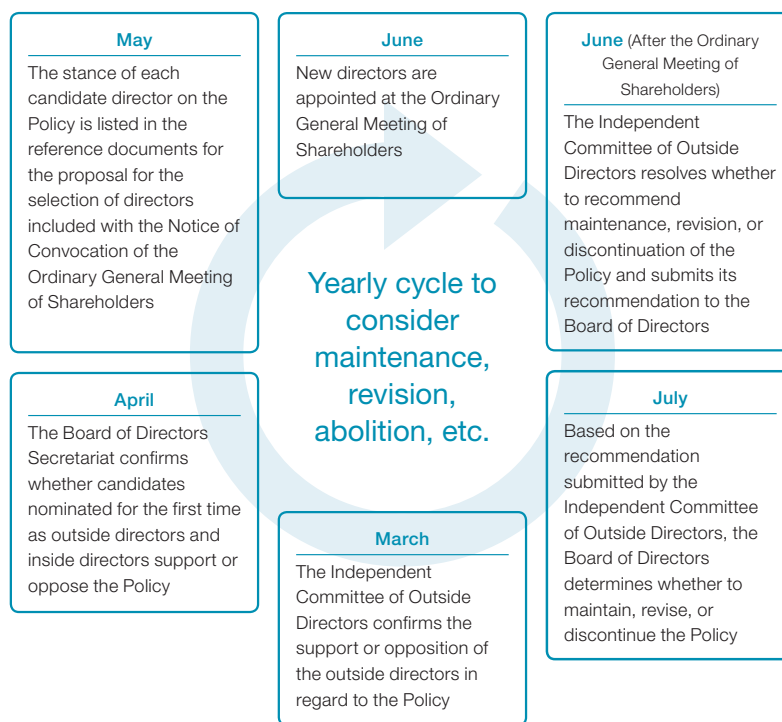 May
The stance of each
candidate director on the
Policy is listed in the
reference documents for
the proposal for the
selection of directors
included with the Notice of
Convocation of the
Ordinary General Meeting
of Shareholders
June
New directors are
appointed at the Ordinary
General Meeting of
Shareholders
June (After the Ordinary
General Meeting of
Shareholders)
The Independent
Committee of Outside
Directors resolves whether
to recommend
maintenance, revision, or
discontinuation of the
Policy and submits its
recommendation to the
Board of Directors
Yearly cycle to
consider
maintenance,
revision,
abolition, etc.
April
The Board of Directors
Secretariat confirms
whether candidates
nominated for the first time
as outside directors and
inside directors support or
oppose the Policy
March
The Independent
Committee of Outside
Directors confirms the
support or opposition of
the outside directors in
regard to the Policy
July
Based on the
recommendation
submitted by the
Independent Committee
of Outside Directors, the
Board of Directors
determines whether to
maintain, revise, or
discontinue the Policy